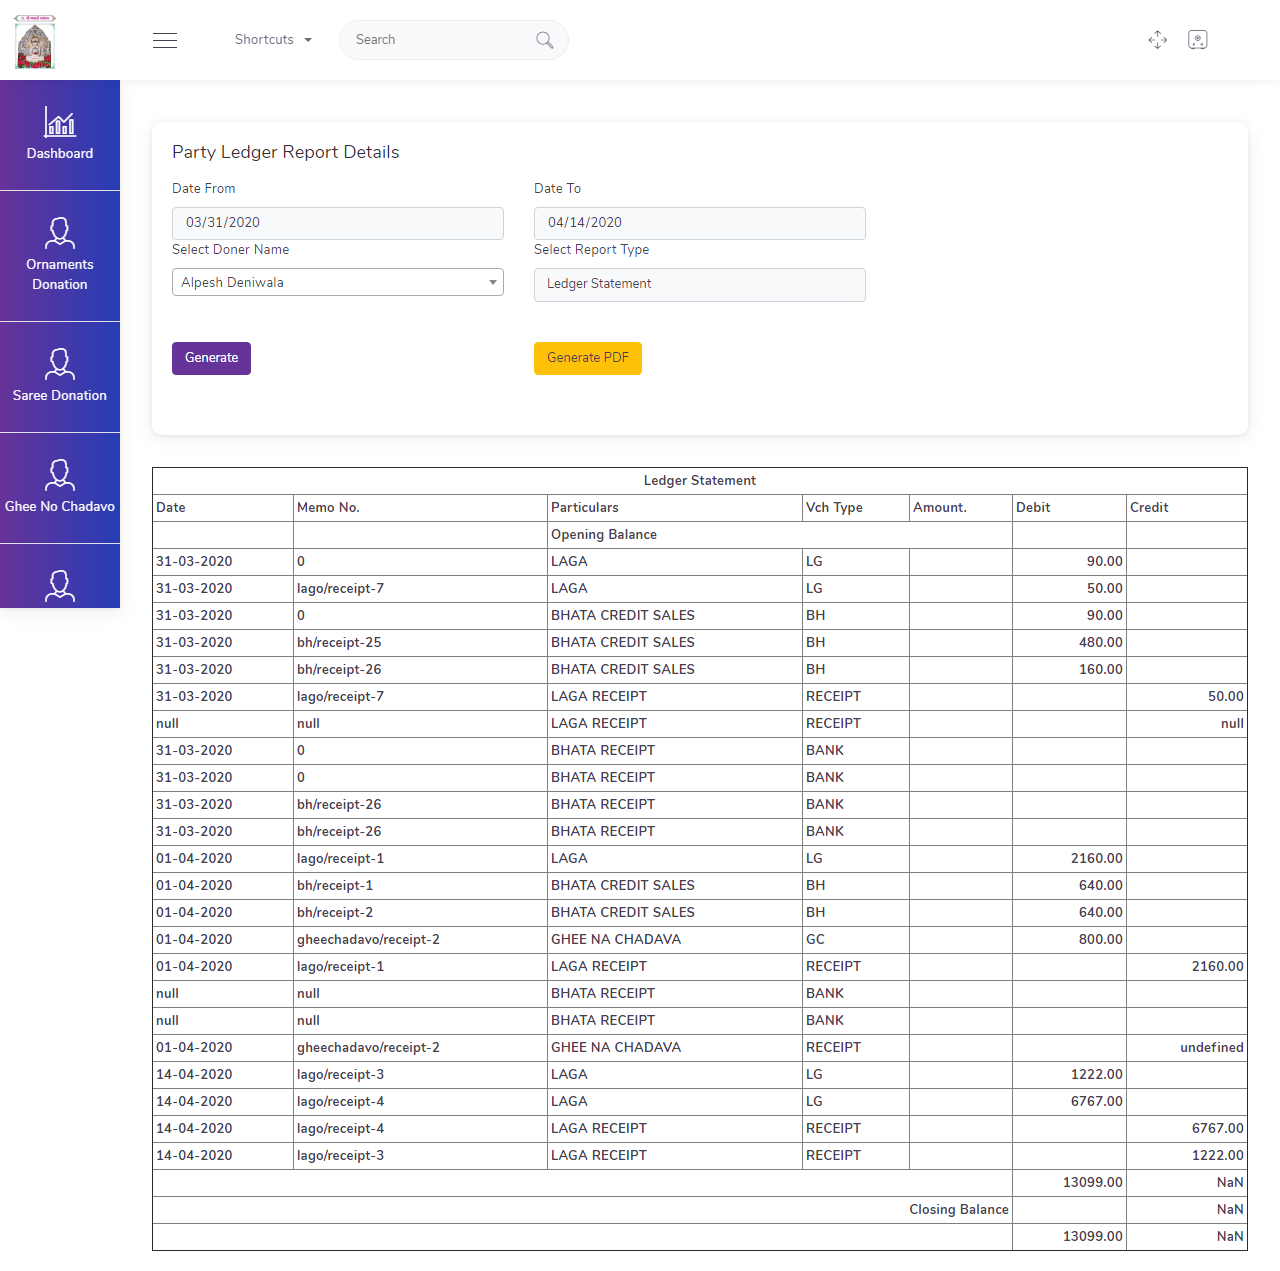 Shortcuts
Search
Dashboard
Ornaments
Donation
Saree Donation
Ghee No Chadavo
Party Ledger Report Details
Date From Date To
03/31/2020 04/14/2020
Select Doner Name Select Report Type
Alpesh Deniwala Ledger Statement
Generate Generate PDF
Ledger Statement
Date Memo No. Particulars Vch Type Amount. Debit Credit
Opening Balance
31-03-2020 0 LAGA LG 90.00
31-03-2020 lago/receipt-7 LAGA LG 50.00
31-03-2020 0 BHATA CREDIT SALES BH 90.00
31-03-2020 bh/receipt-25 BHATA CREDIT SALES BH 480.00
31-03-2020 bh/receipt-26 BHATA CREDIT SALES BH 160.00
31-03-2020 lago/receipt-7 LAGA RECEIPT RECEIPT 50.00
null null LAGA RECEIPT RECEIPT null
31-03-2020 0 BHATA RECEIPT BANK
31-03-2020 0 BHATA RECEIPT BANK
31-03-2020 bh/receipt-26 BHATA RECEIPT BANK
31-03-2020 bh/receipt-26 BHATA RECEIPT BANK
01-04-2020 lago/receipt-1 LAGA LG 2160.00
01-04-2020 bh/receipt-1 BHATA CREDIT SALES BH 640.00
01-04-2020 bh/receipt-2 BHATA CREDIT SALES BH 640.00
01-04-2020 gheechadavo/receipt-2 GHEE NA CHADAVA GC 800.00
01-04-2020 lago/receipt-1 LAGA RECEIPT RECEIPT 2160.00
null null BHATA RECEIPT BANK
null null BHATA RECEIPT BANK
01-04-2020 gheechadavo/receipt-2 GHEE NA CHADAVA RECEIPT undefined
14-04-2020 lago/receipt-3 LAGA LG 1222.00
14-04-2020 lago/receipt-4 LAGA LG 6767.00
14-04-2020 lago/receipt-4 LAGA RECEIPT RECEIPT 6767.00
14-04-2020 lago/receipt-3 LAGA RECEIPT RECEIPT 1222.00
13099.00 NaN
Closing Balance NaN
13099.00 NaN